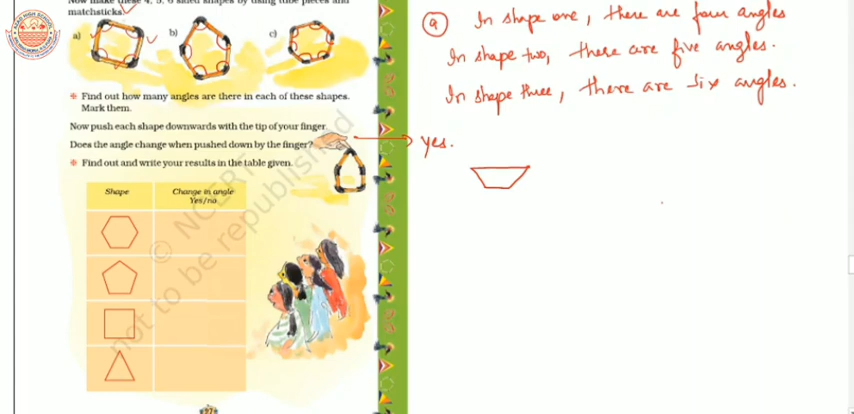 Now make these 4, 5, 6 sided shapes by using tube pieces and
matchsticks.
a)
b)
c)
Find out how many angles are there in each of these shapes.
Mark them.
Now push each shape downwards with the tip of your finger.
Does the angle change when pushed down by the finger?
Find out and write your results in the table given.
Shape
Change in angle
Yes/no
© NCERT
not to be republished
27
a In shape one, there are four angles
In shape two, there are five angles.
In shape three, there are six angles.
yes.